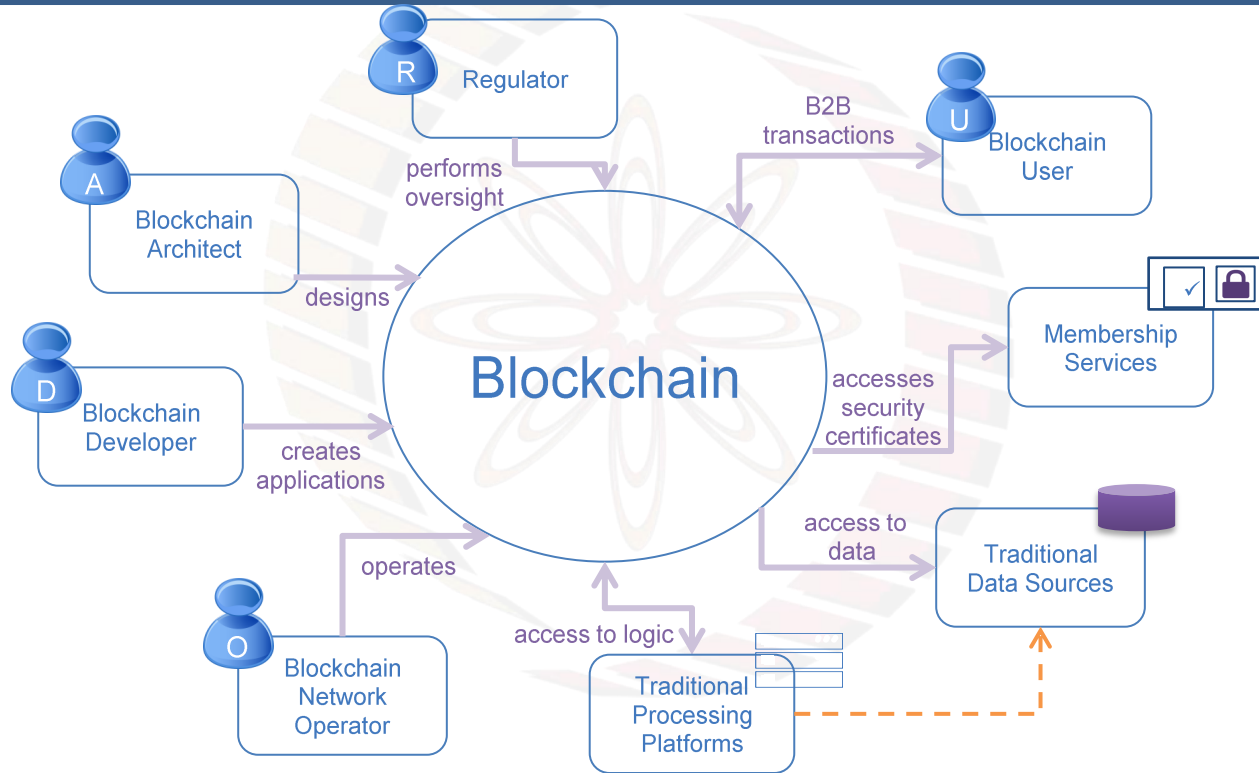 R
Regulator
B2B
transactions
U
Blockchain
User
performs
oversight
A
Blockchain
Architect
designs
Membership
Services
Blockchain
accesses
security
certificates
D
Blockchain
Developer
creates
applications
access to
data
Traditional
Data Sources
operates
O
Blockchain
Network
Operator
access to logic
Traditional
Processing
Platforms